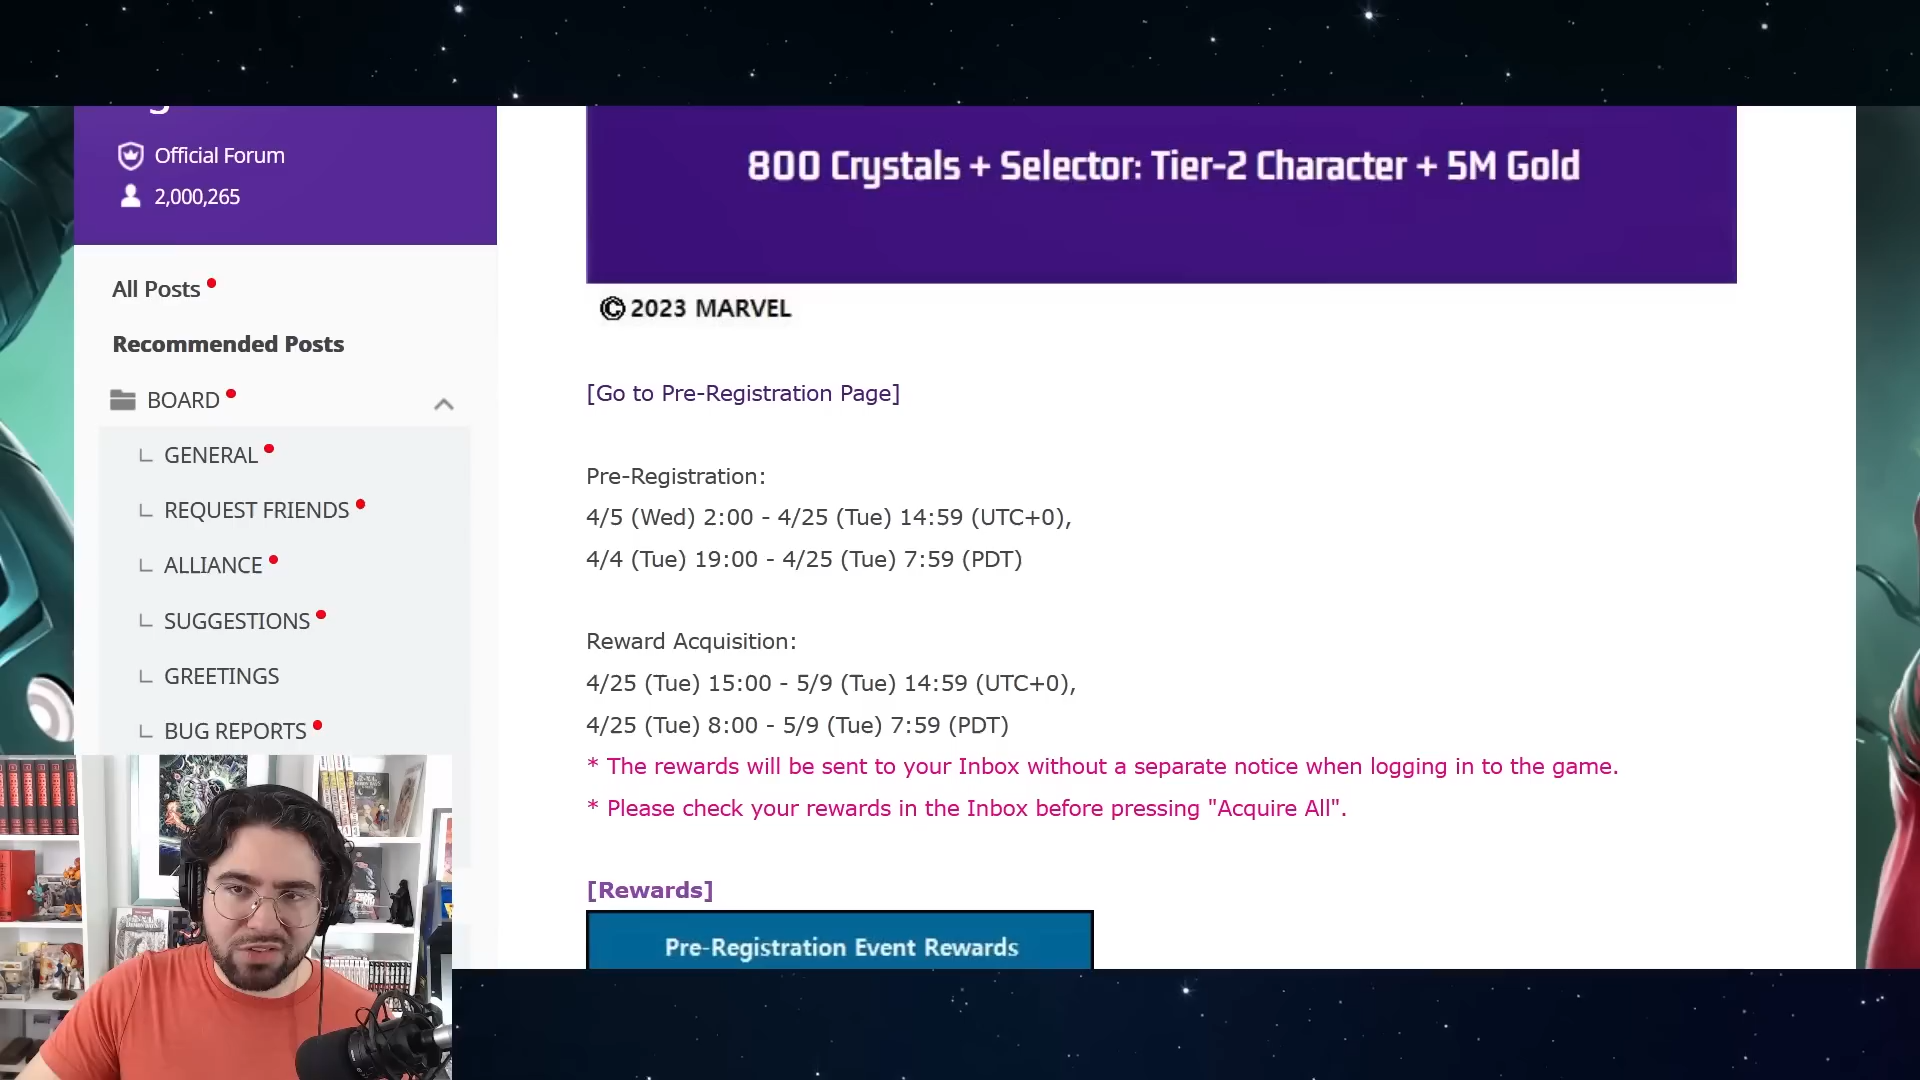 Official Forum
2,000,265
All Posts
Recommended Posts
BOARD
GENERAL
REQUEST FRIENDS
ALLIANCE
SUGGESTIONS
GREETINGS
BUG REPORTS
800 Crystals + Selector: Tier-2 Character + 5M Gold
© 2023 MARVEL
[Go to Pre-Registration Page]
Pre-Registration:
4/5 (Wed) 2:00 - 4/25 (Tue) 14:59 (UTC+0),
4/4 (Tue) 19:00 - 4/25 (Tue) 7:59 (PDT)
Reward Acquisition:
4/25 (Tue) 15:00 - 5/9 (Tue) 14:59 (UTC+0),
4/25 (Tue) 8:00 - 5/9 (Tue) 7:59 (PDT)
* The rewards will be sent to your Inbox without a separate notice when logging in to the game.
* Please check your rewards in the Inbox before pressing "Acquire All".
[Rewards]
Pre-Registration Event Rewards